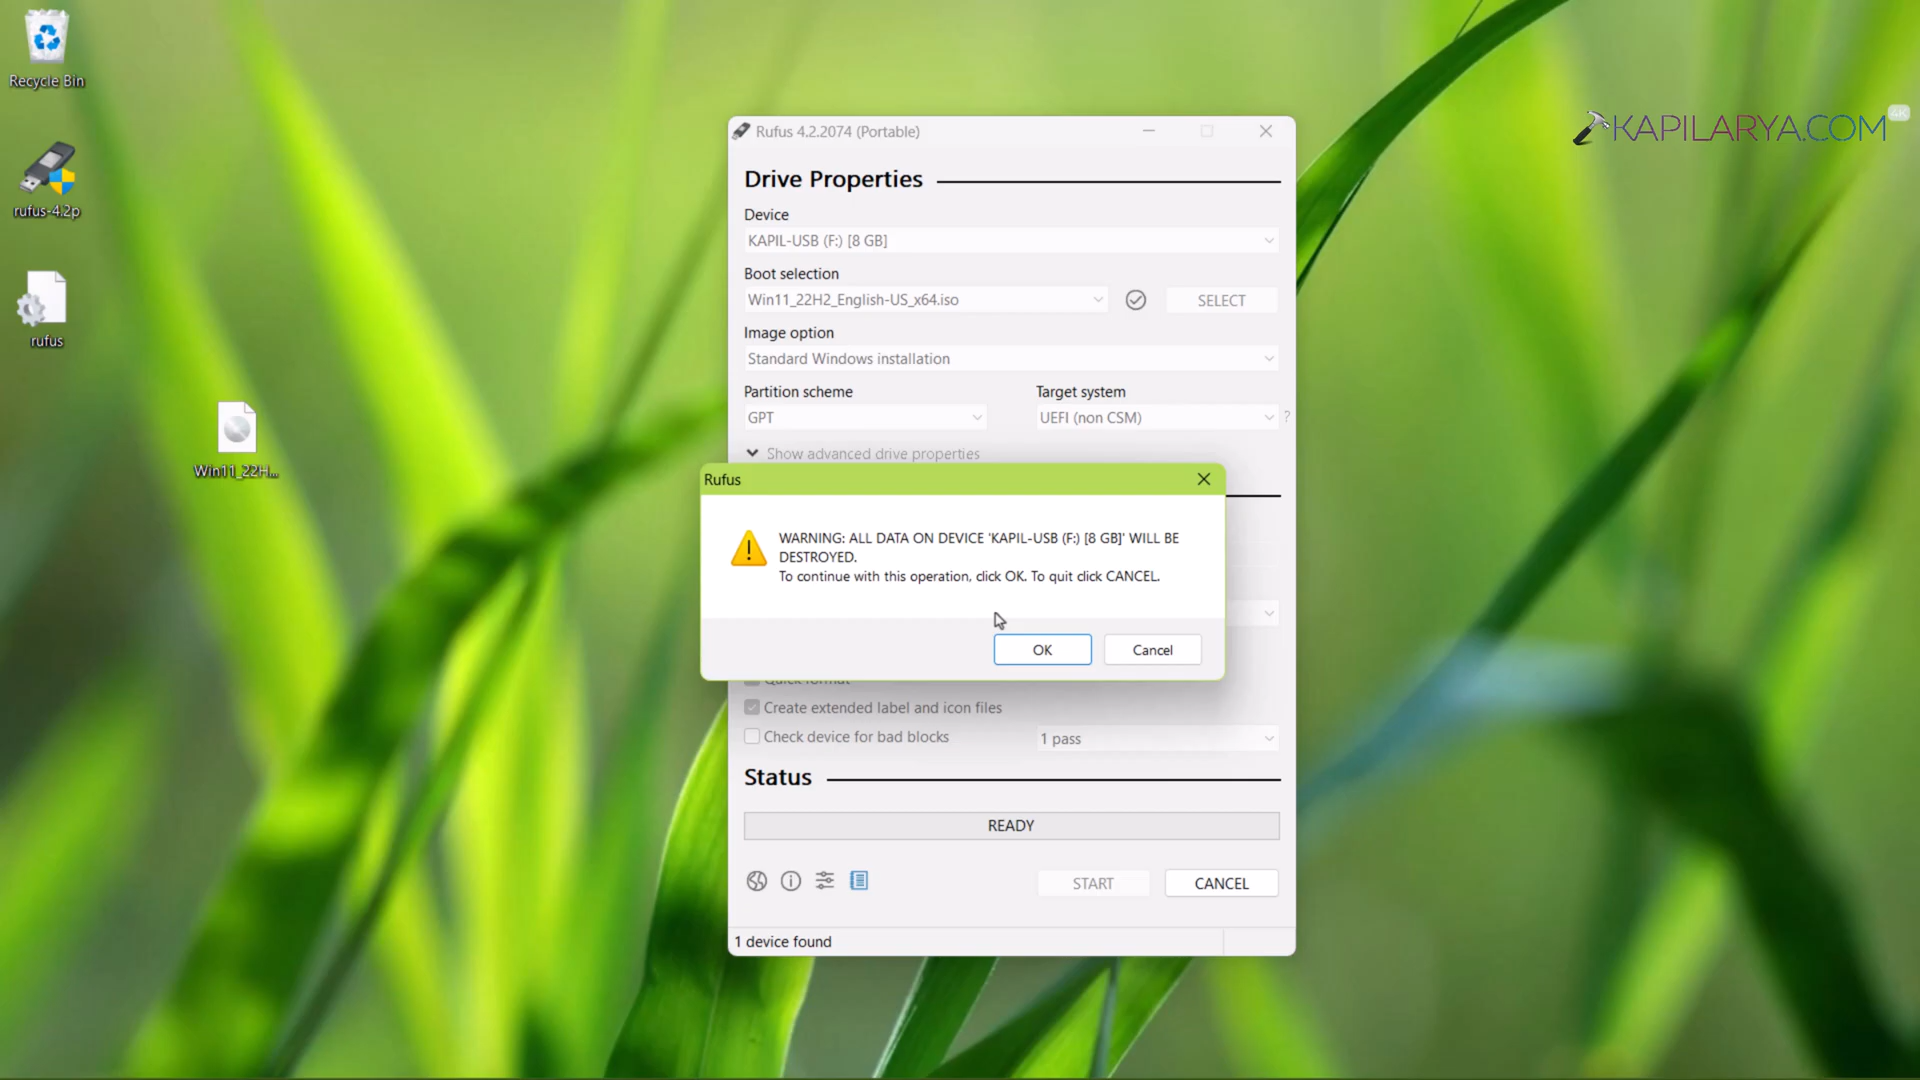 Recycle Bin
rufus-4.2p
rufus
Win11_22H...
KAPILARYA.COM
4K
Rufus 4.2.2074 (Portable)
Drive Properties
Device
KAPIL-USB (F:) [8 GB]
Boot selection
Win11_22H2_English-US_x64.iso
SELECT
Image option
Standard Windows installation
Partition scheme
Target system
GPT
UEFI (non CSM)
?
Show advanced drive properties
Rufus
WARNING: ALL DATA ON DEVICE 'KAPIL-USB (F:) [8 GB]' WILL BE
DESTROYED.
To continue with this operation, click OK. To quit click CANCEL.
OK
Cancel
Quick format
Create extended label and icon files
Check device for bad blocks
1 pass
Status
READY
START
CANCEL
1 device found